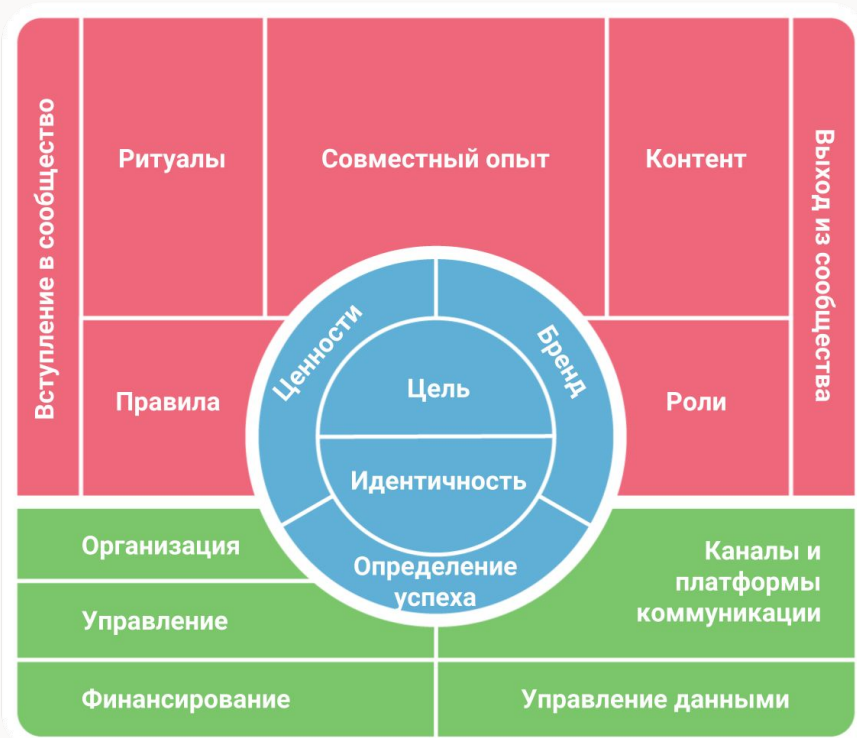 Вступление в сообщество
Ритуалы
Совместный опыт
Контент
Выход из сообщества
Правила
Ценности
Бренд
Цель
Роли
Идентичность
Определение
успеха
Организация
Управление
Финансирование
Каналы и
платформы
коммуникации
Управление данными